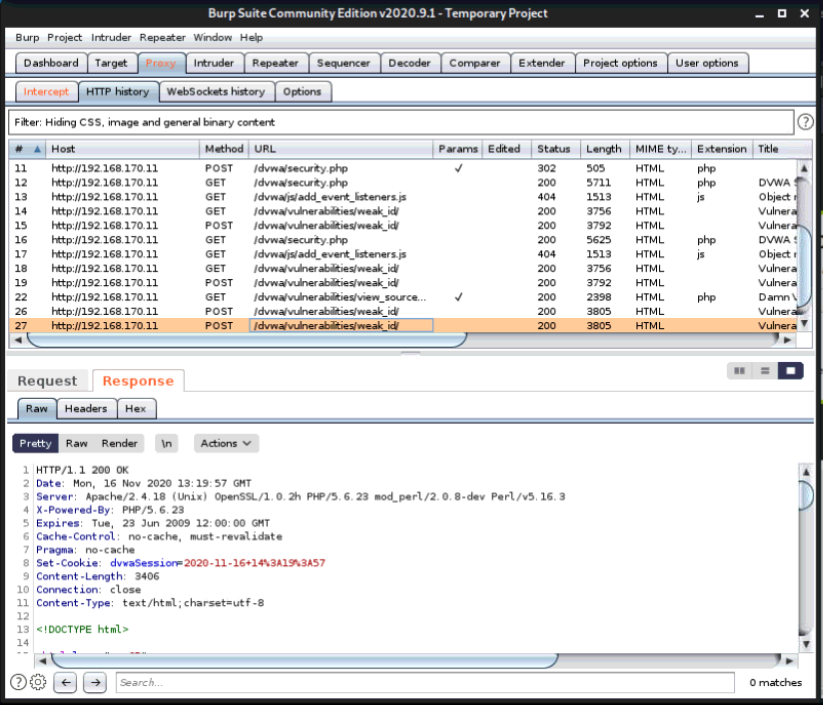 Burp Suite Community Edition v2020.9.1 - Temporary Project
Burp Project Intruder Repeater Window Help
Dashboard Target Proxy Intruder Repeater Sequencer Decoder Comparer Extender Project options User options
Intercept HTTP history WebSockets history Options
Filter: Hiding CSS, image and general binary content ?
# Host Method URL Params Edited Status Length MIME ty... Extension Title
11 http://192.168.170.11 POST /dvwa/security.php ✓ 302 505 HTML php
12 http://192.168.170.11 GET /dvwa/security.php 200 5711 HTML php DVWA S
13 http://192.168.170.11 GET /dvwa/js/add_event_listeners.js 404 1513 HTML js Object r
14 http://192.168.170.11 GET /dvwa/vulnerabilities/weak_id/ 200 3756 HTML Vulnera
15 http://192.168.170.11 POST /dvwa/vulnerabilities/weak_id/ 200 3792 HTML Vulnera
16 http://192.168.170.11 GET /dvwa/security.php 200 5625 HTML php DVWA S
17 http://192.168.170.11 GET /dvwa/js/add_event_listeners.js 404 1513 HTML js Object r
18 http://192.168.170.11 GET /dvwa/vulnerabilities/weak_id/ 200 3756 HTML Vulnera
19 http://192.168.170.11 POST /dvwa/vulnerabilities/weak_id/ 200 3792 HTML Vulnera
22 http://192.168.170.11 GET /dvwa/vulnerabilities/view_source... ✓ 200 2398 HTML php Damn V
26 http://192.168.170.11 POST /dvwa/vulnerabilities/weak_id/ 200 3805 HTML Vulnera
27 http://192.168.170.11 POST /dvwa/vulnerabilities/weak_id/ 200 3805 HTML Vulnera
Request Response
Raw Headers Hex
Pretty Raw Render \n Actions
1 HTTP/1.1 200 OK
2 Date: Mon, 16 Nov 2020 13:19:57 GMT
3 Server: Apache/2.4.18 (Unix) OpenSSL/1.0.2h PHP/5.6.23 mod_perl/2.0.8-dev Perl/v5.16.3
4 X-Powered-By: PHP/5.6.23
5 Expires: Tue, 23 Jun 2009 12:00:00 GMT
6 Cache-Control: no-cache, must-revalidate
7 Pragma: no-cache
8 Set-Cookie: dvwaSession=2020-11-16+14%3A19%3A57
9 Content-Length: 3406
10 Connection: close
11 Content-Type: text/html;charset=utf-8
12
13 <!DOCTYPE html>
14
? Search... 0 matches